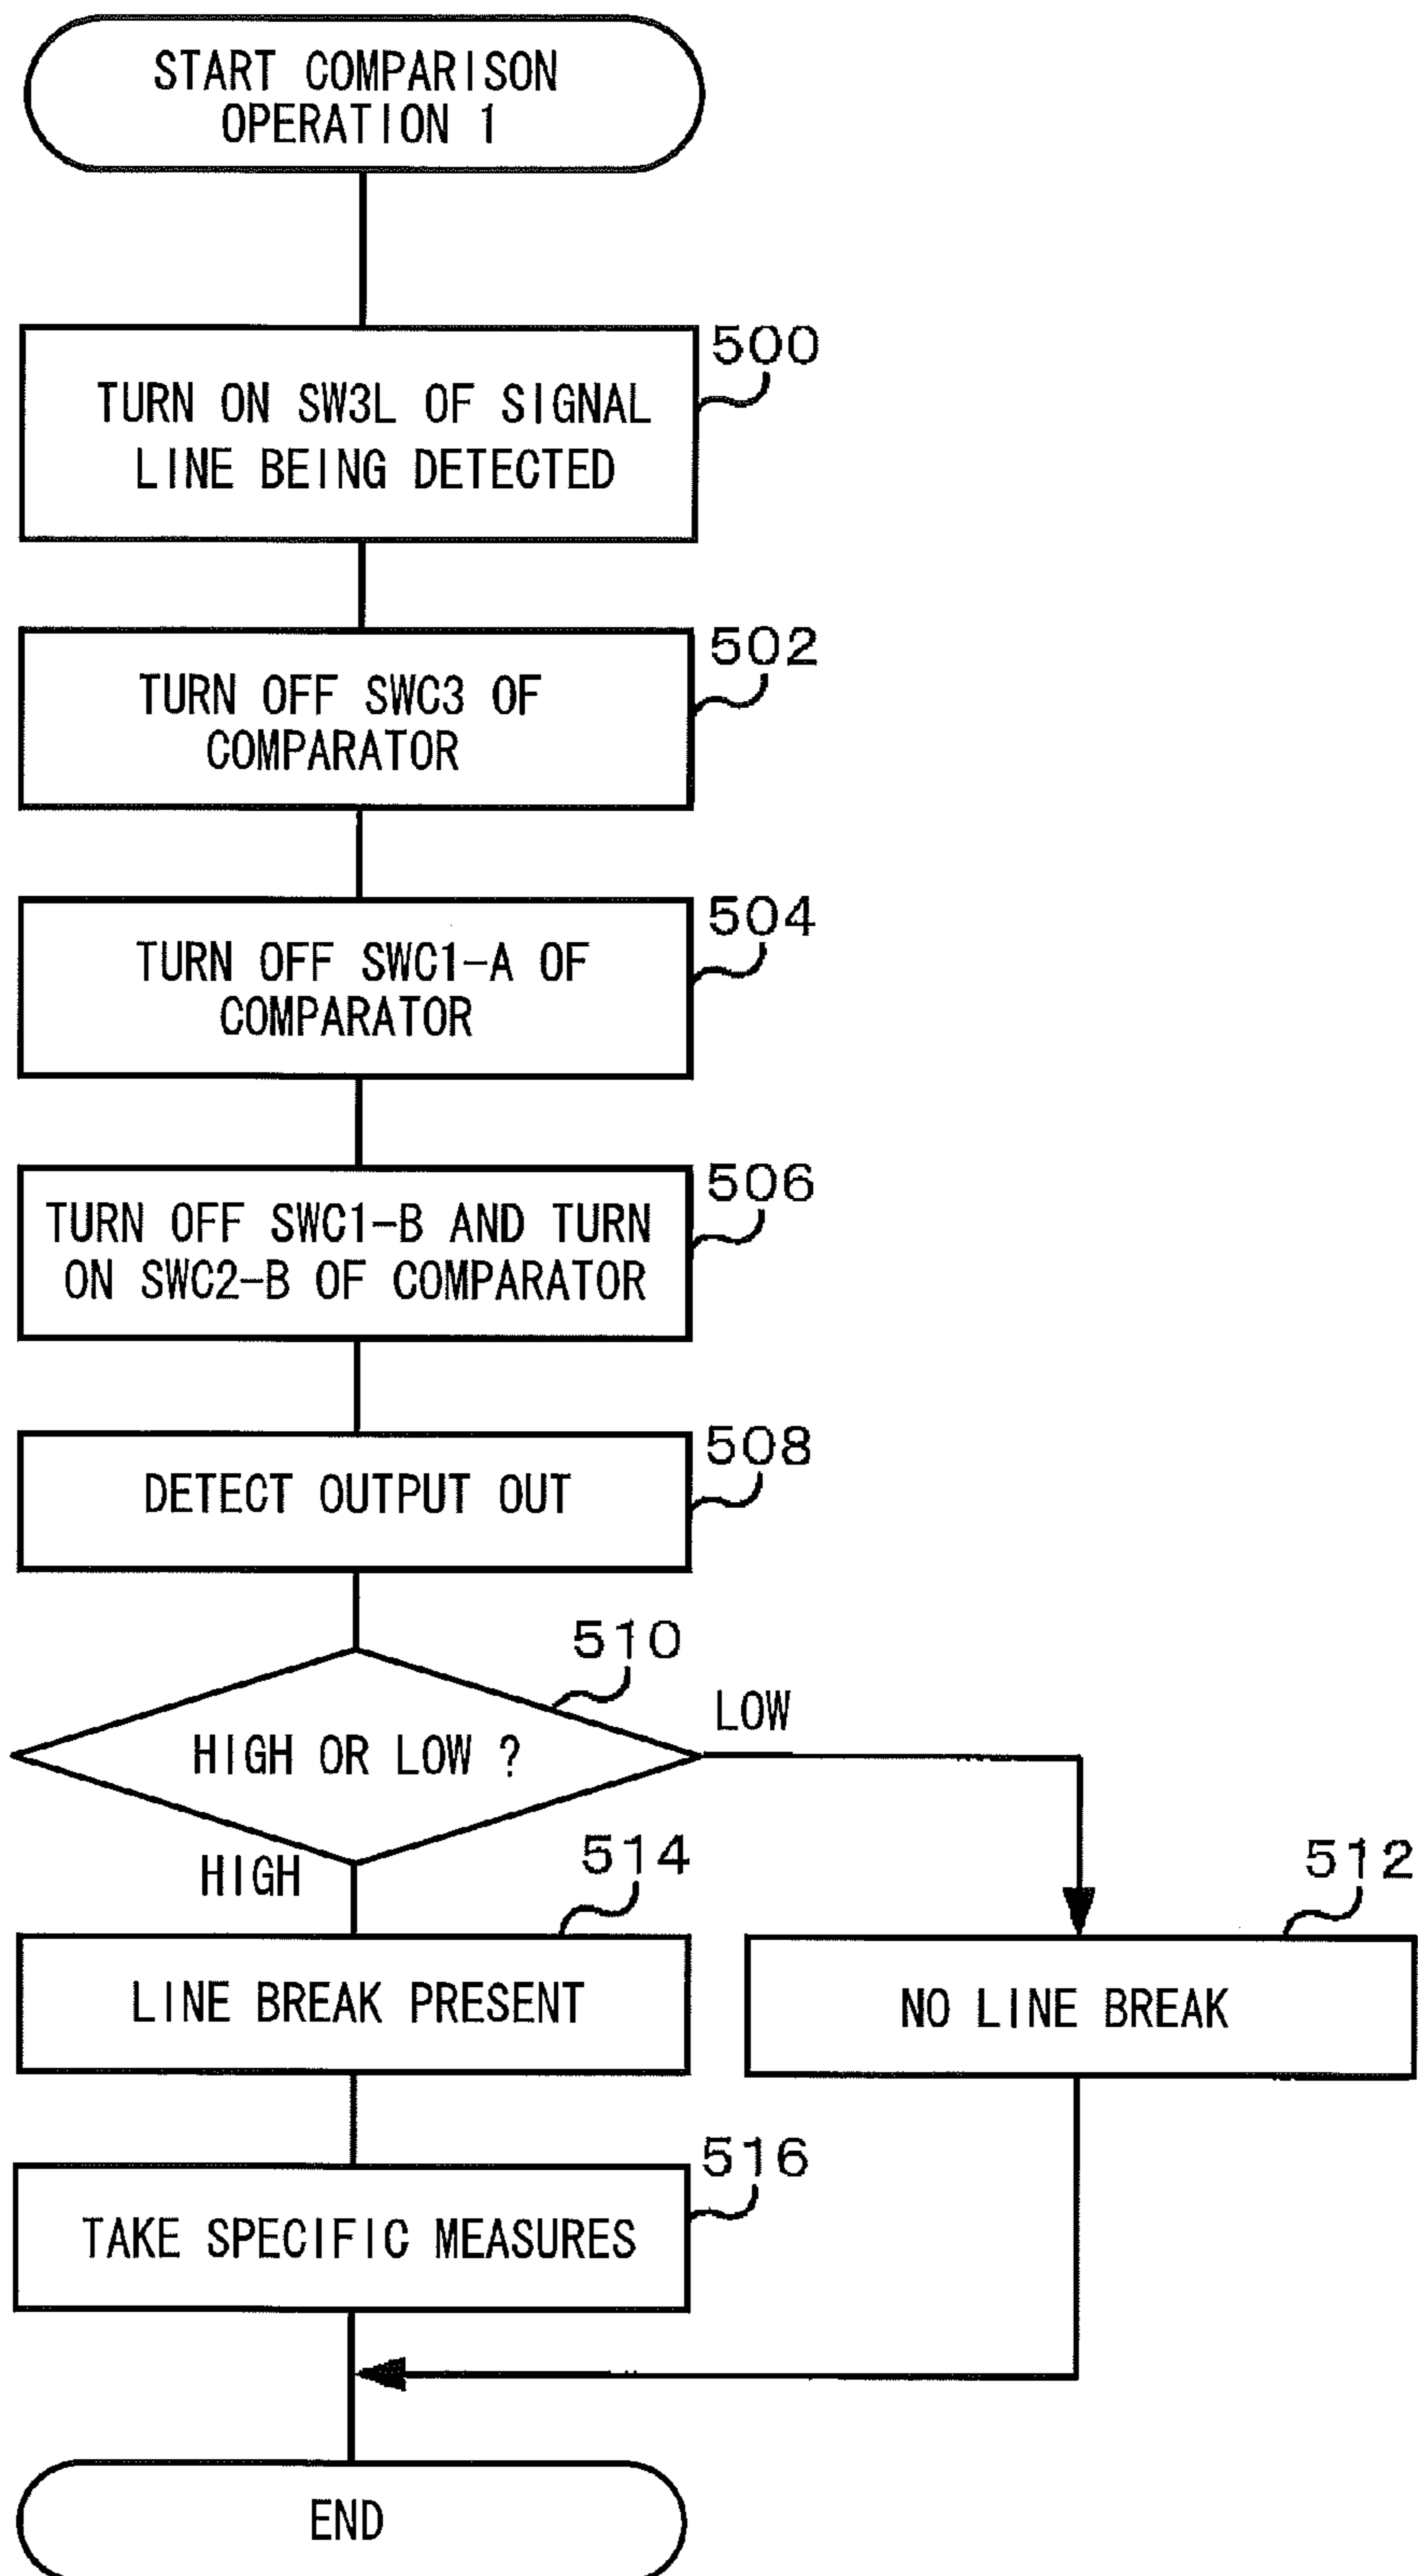 START COMPARISON
OPERATION 1
500
TURN ON SW3L OF SIGNAL
LINE BEING DETECTED
502
TURN OFF SWC3 OF
COMPARATOR
504
TURN OFF SWC1-A OF
COMPARATOR
506
TURN OFF SWC1-B AND TURN
ON SWC2-B OF COMPARATOR
508
DETECT OUTPUT OUT
510
HIGH OR LOW ?
LOW
HIGH
514
LINE BREAK PRESENT
512
NO LINE BREAK
516
TAKE SPECIFIC MEASURES
END